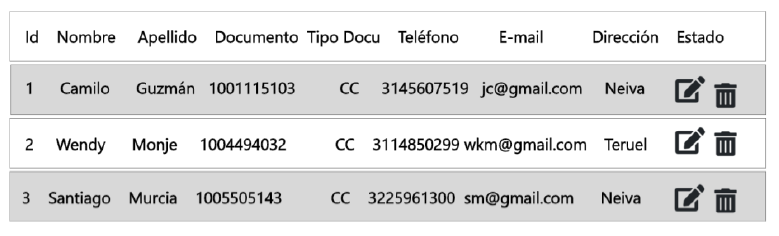 Id Nombre Apellido Documento Tipo Docu Teléfono E-mail Dirección Estado
1 Camilo Guzmán 1001115103 CC 3145607519 jc@gmail.com Neiva
2 Wendy Monje 1004494032 CC 3114850299 wkm@gmail.com Teruel
3 Santiago Murcia 1005505143 CC 3225961300 sm@gmail.com Neiva